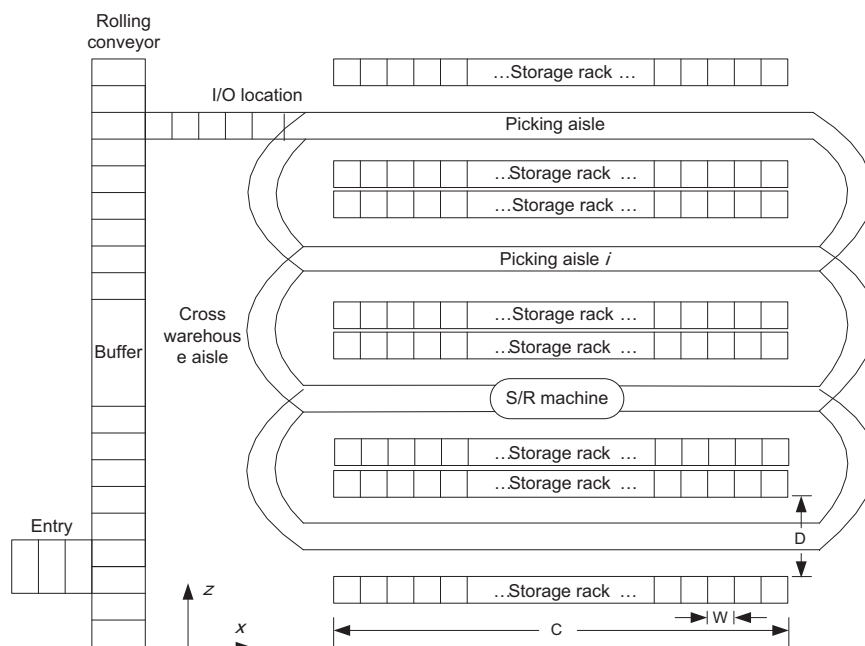 Rolling
conveyor
…Storage rack …
I/O location
Picking aisle
…Storage rack …
…Storage rack …
Picking aisle i
Cross
warehous
e aisle
…Storage rack …
Buffer
…Storage rack …
S/R machine
…Storage rack …
…Storage rack …
Entry
D
z
…Storage rack …
x
C
W